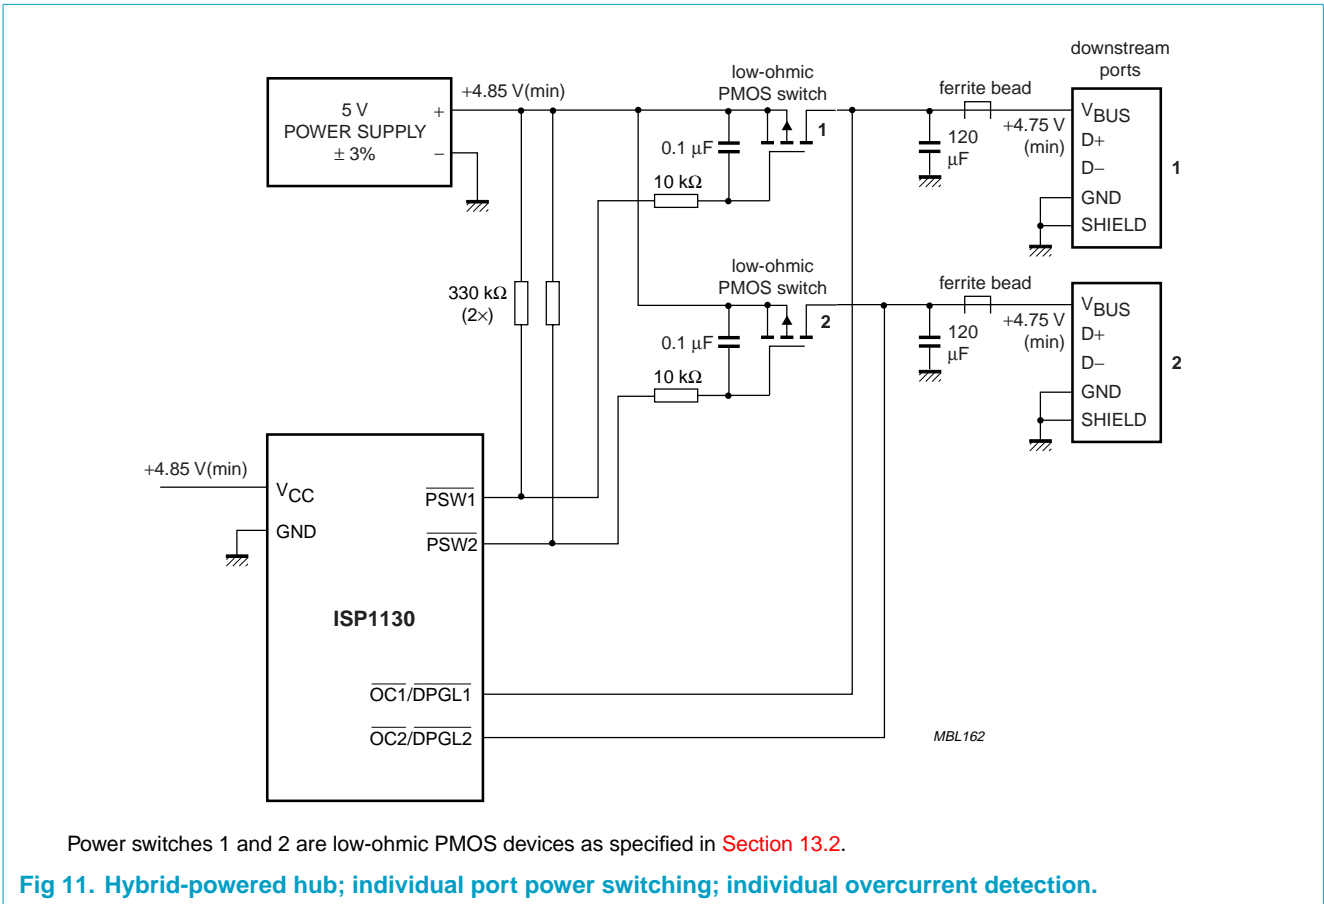 downstream
ports
low-ohmic
PMOS switch
ferrite bead
+4.85 V(min)
5 V
POWER SUPPLY
± 3%
+
−
1
0.1 μF
10 kΩ
120
μF
+4.75 V
(min)
VBUS
D+
D−
GND
SHIELD
1
low-ohmic
PMOS switch
ferrite bead
330 kΩ
(2×)
2
0.1 μF
10 kΩ
120
μF
+4.75 V
(min)
VBUS
D+
D−
GND
SHIELD
2
+4.85 V(min)
VCC
GND
PSW1
PSW2
ISP1130
OC1/DPGL1
OC2/DPGL2
MBL162
Power switches 1 and 2 are low-ohmic PMOS devices as specified in Section 13.2.
Fig 11. Hybrid-powered hub; individual port power switching; individual overcurrent detection.